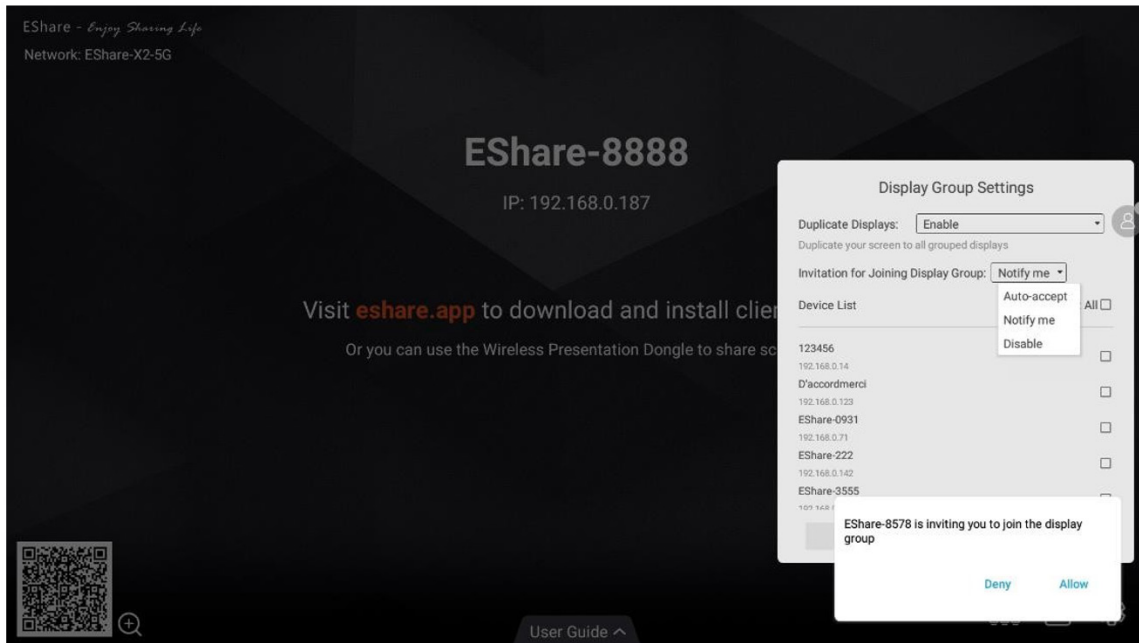 EShare - Enjoy Sharing Life
Network: EShare-X2-5G
EShare-8888
IP: 192.168.0.187
Visit eshare.app to download and install clie
Or you can use the Wireless Presentation Dongle to share sc
Display Group Settings
Duplicate Displays: Enable
Duplicate your screen to all grouped displays
Invitation for Joining Display Group: Notify me
Auto-accept
Notify me
Disable
Device List All
123456
192.168.0.14
D'accordmerci
192.168.0.123
EShare-0931
192.168.0.71
EShare-222
192.168.0.142
EShare-3555
EShare-8578 is inviting you to join the display
group
Deny Allow
User Guide